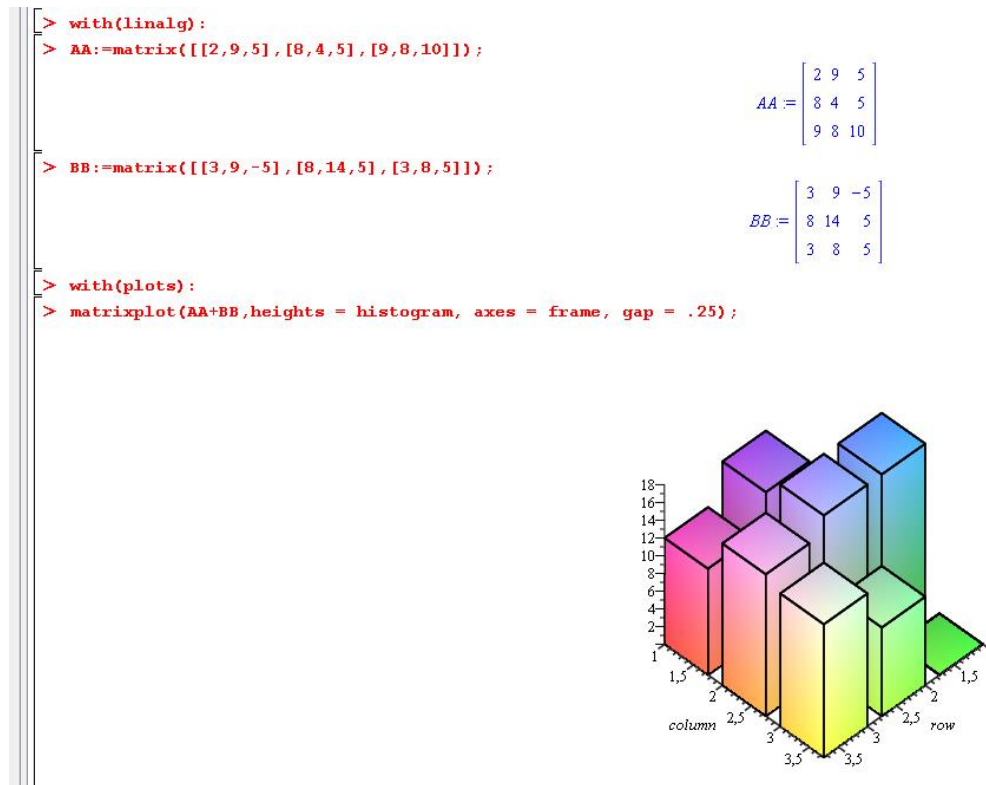 > with(linalg):
> AA:=matrix([[2,9,5],[8,4,5],[9,8,10]]);
2 9 5
AA := 8 4 5
9 8 10
> BB:=matrix([[3,9,-5],[8,14,5],[3,8,5]]);
3 9 −5
BB := 8 14 5
3 8 5
> with(plots):
> matrixplot(AA+BB,heights = histogram, axes = frame, gap = .25);
18
16
14
12
10
8
6
4
2
1
1,5
2
column 2,5
3
3,5
1,5
2
2,5 row
3
3,5